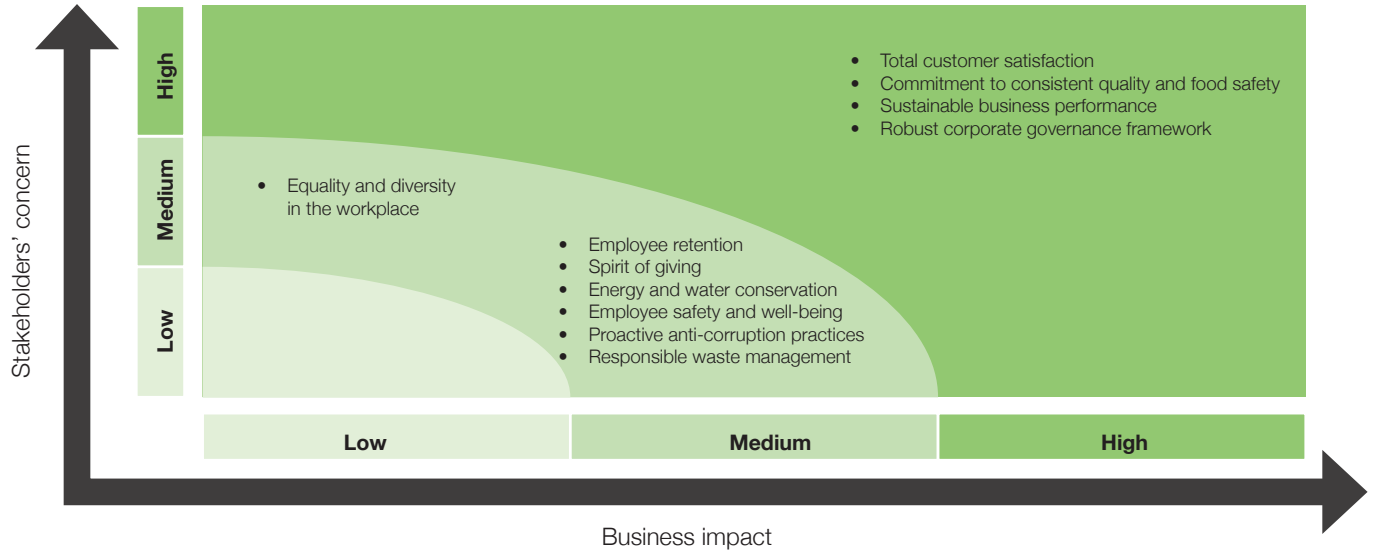 Stakeholders' concern
High
Medium
Low
• Total customer satisfaction
• Commitment to consistent quality and food safety
• Sustainable business performance
• Robust corporate governance framework
• Equality and diversity
in the workplace
• Employee retention
• Spirit of giving
• Energy and water conservation
• Employee safety and well-being
• Proactive anti-corruption practices
• Responsible waste management
Low
Medium
High
Business impact